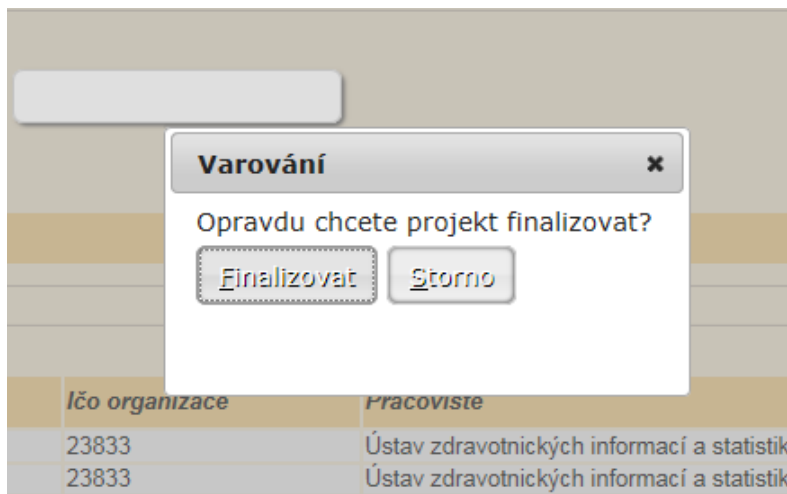 Varování
Opravdu chcete projekt finalizovat?
Finalizovat Storno
Ičo organizace Pracoviště
23833 Ústav zdravotnických informací a statistik
23833 Ústav zdravotnických informací a statistik